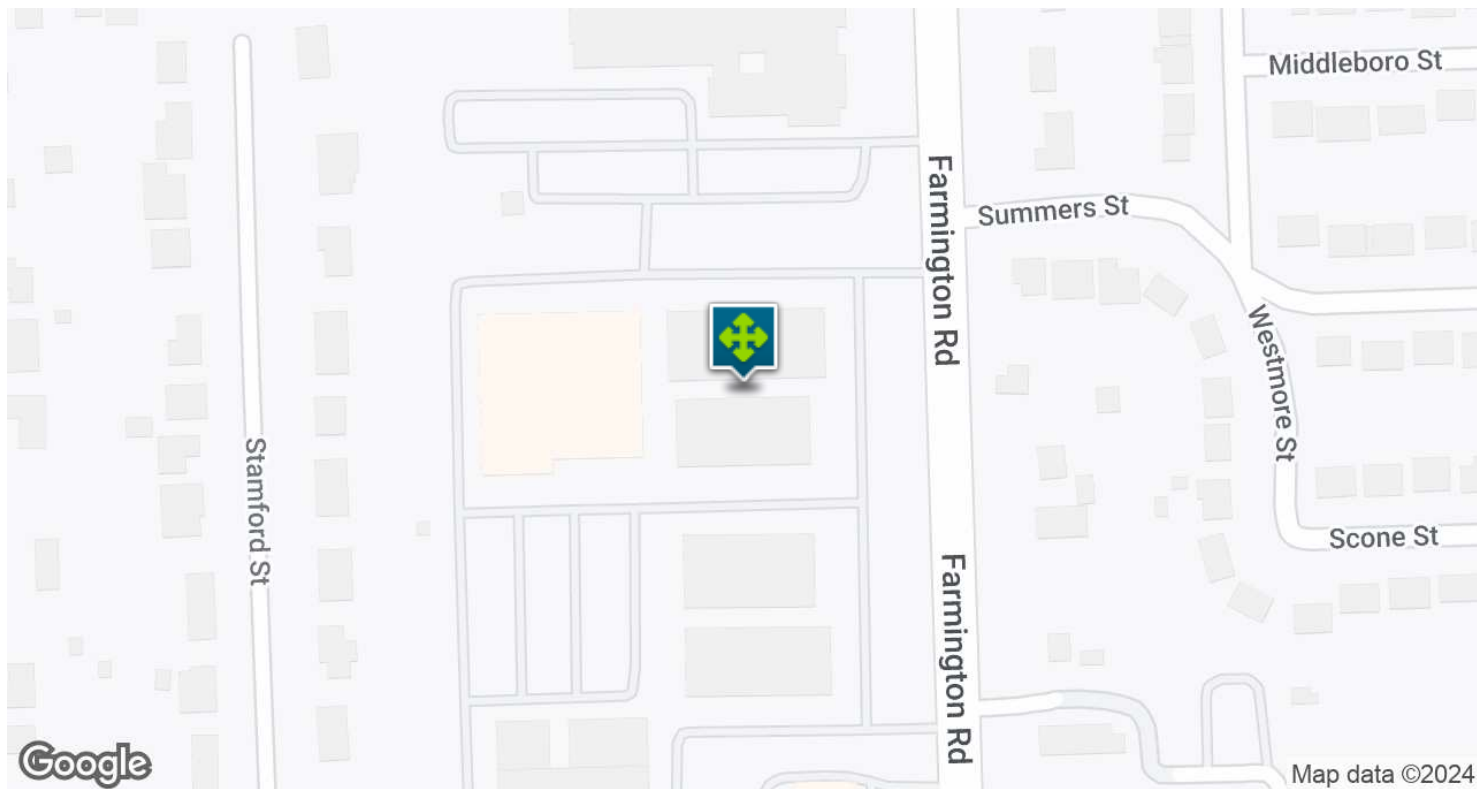 Middleboro St
Farmington Rd
Summers St
Westmore St
Stamford St
Scone St
Farmington Rd
Google
Map data ©2024